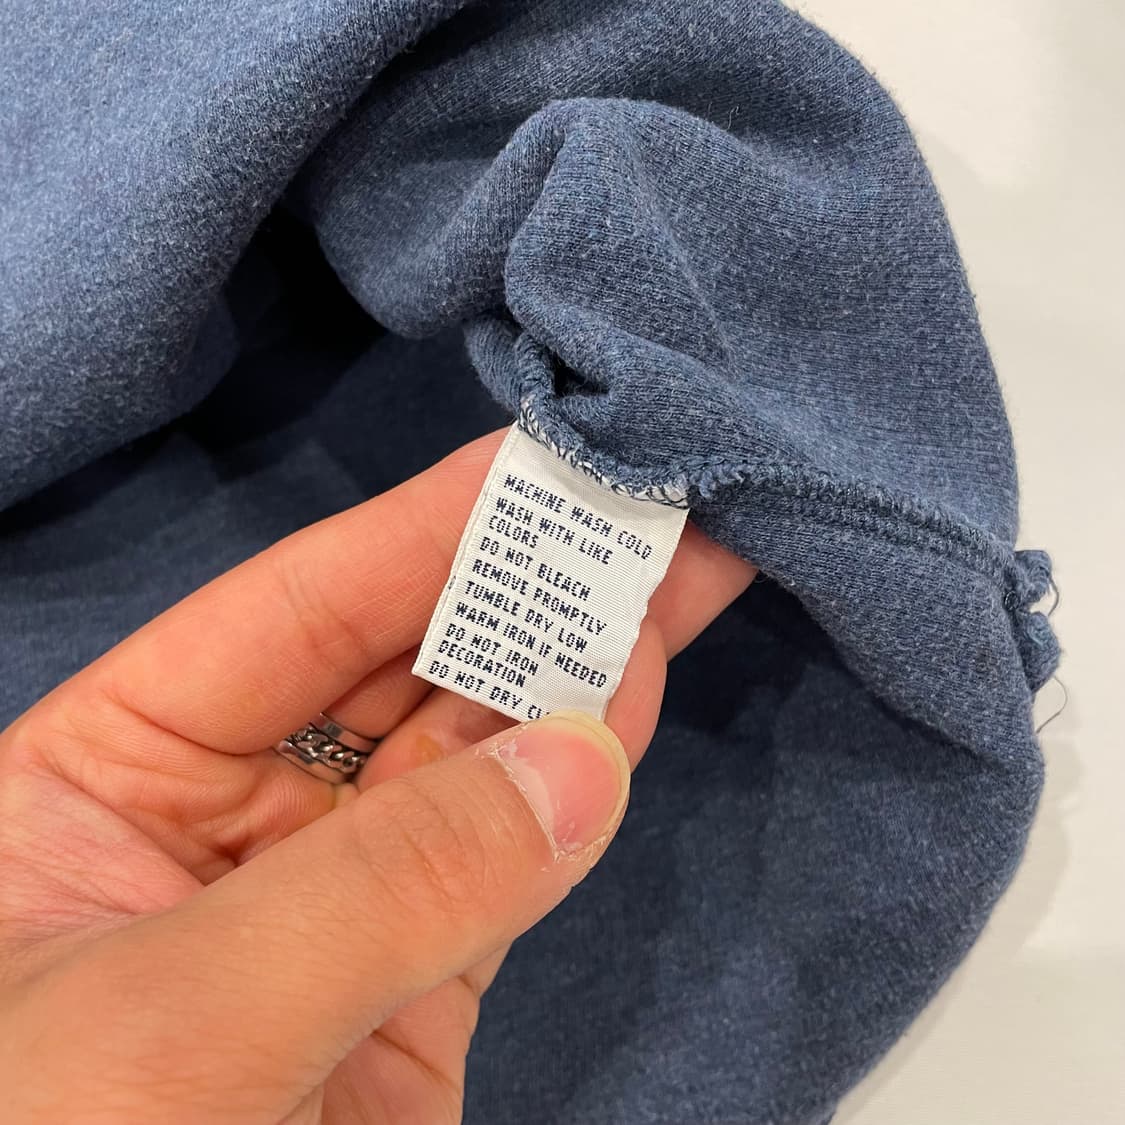 MACHINE WASH COLD
WASH WITH LIKE
COLORS
DO NOT BLEACH
REMOVE PROMPTLY
TUMBLE DRY LOW
WARM IRON IF NEEDED
DO NOT IRON
DECORATION
DO NOT DRY